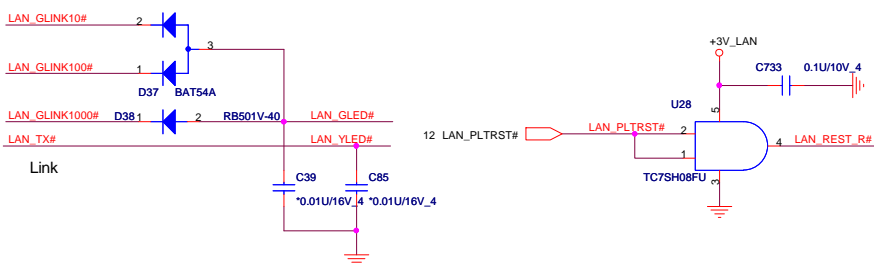 LAN_GLINK10#
2
3
LAN_GLINK100#
1
D37
BAT54A
LAN_GLINK1000#
D38
1
2
RB501V-40
LAN_GLED#
LAN_TX#
LAN_YLED#
Link
C39
*0.01U/16V_4
C85
*0.01U/16V_4
+3V_LAN
C733
0.1U/10V_4
U28
5
12 LAN_PLTRST#
LAN_PLTRST#
2
1
4
LAN_REST_R#
TC7SH08FU
3